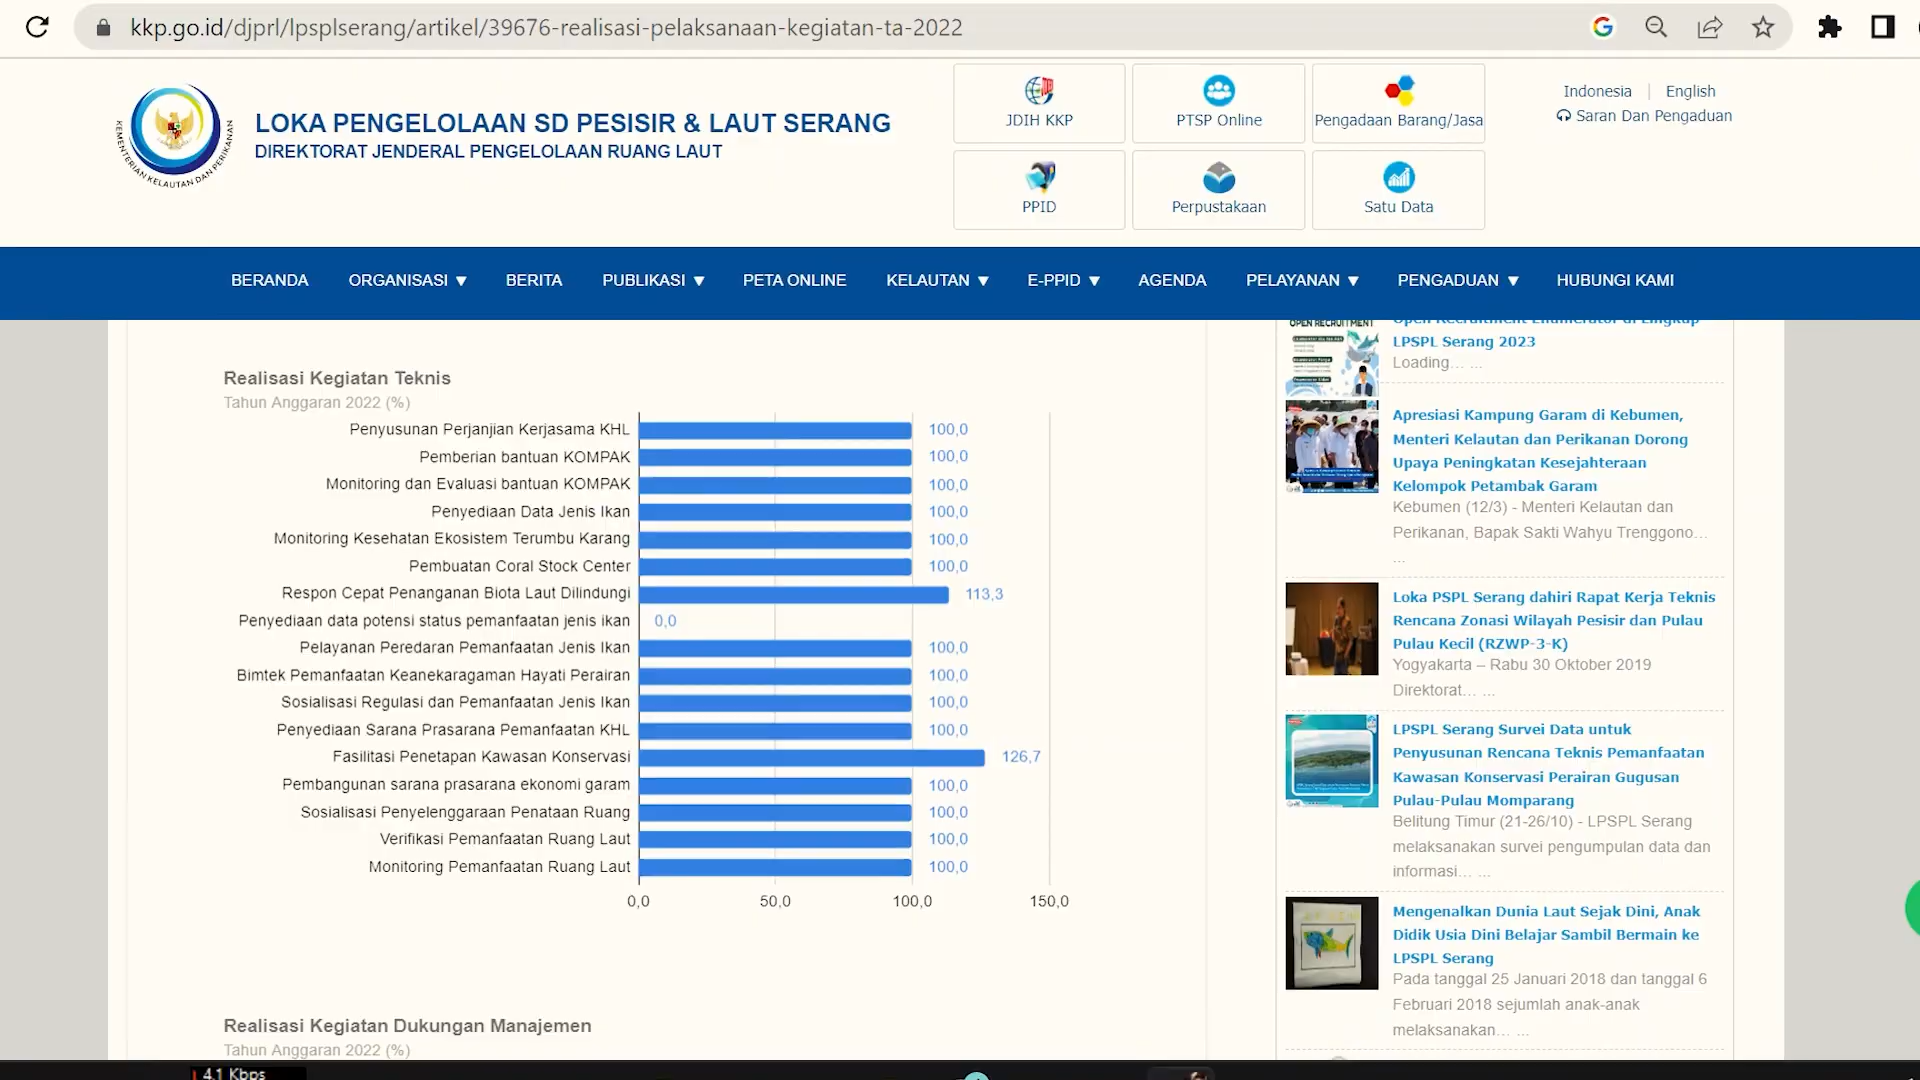 kkp.go.id/djprl/lpsplserang/artikel/39676-realisasi-pelaksanaan-kegiatan-ta-2022
KEMENTERIAN KELAUTAN DAN PERIKANAN
LOKA PENGELOLAAN SD PESISIR & LAUT SERANG
DIREKTORAT JENDERAL PENGELOLAAN RUANG LAUT
JDIH KKP
PTSP Online
Pengadaan Barang/Jasa
PPID
Perpustakaan
Satu Data
Indonesia | English
Saran Dan Pengaduan
BERANDA ORGANISASI ▼ BERITA PUBLIKASI ▼ PETA ONLINE KELAUTAN ▼ E-PPID ▼ AGENDA PELAYANAN ▼ PENGADUAN ▼ HUBUNGI KAMI
Realisasi Kegiatan Teknis
Tahun Anggaran 2022 (%)
Penyusunan Perjanjian Kerjasama KHL 100,0
Pemberian bantuan KOMPAK 100,0
Monitoring dan Evaluasi bantuan KOMPAK 100,0
Penyediaan Data Jenis Ikan 100,0
Monitoring Kesehatan Ekosistem Terumbu Karang 100,0
Pembuatan Coral Stock Center 100,0
Respon Cepat Penanganan Biota Laut Dilindungi 113,3
Penyediaan data potensi status pemanfaatan jenis ikan 0,0
Pelayanan Peredaran Pemanfaatan Jenis Ikan 100,0
Bimtek Pemanfaatan Keanekaragaman Hayati Perairan 100,0
Sosialisasi Regulasi dan Pemanfaatan Jenis Ikan 100,0
Penyediaan Sarana Prasarana Pemanfaatan KHL 100,0
Fasilitasi Penetapan Kawasan Konservasi 126,7
Pembangunan sarana prasarana ekonomi garam 100,0
Sosialisasi Penyelenggaraan Penataan Ruang 100,0
Verifikasi Pemanfaatan Ruang Laut 100,0
Monitoring Pemanfaatan Ruang Laut 100,0
0,0 50,0 100,0 150,0
Realisasi Kegiatan Dukungan Manajemen
Tahun Anggaran 2022 (%)
OPEN RECRUITMENT
Open Recruitment Enumerator di Lingkup
LPSPL Serang 2023
Loading... ...
Apresiasi Kampung Garam di Kebumen,
Menteri Kelautan dan Perikanan Dorong
Upaya Peningkatan Kesejahteraan
Kelompok Petambak Garam
Kebumen (12/3) - Menteri Kelautan dan
Perikanan, Bapak Sakti Wahyu Trenggono...
...
Loka PSPL Serang dahiri Rapat Kerja Teknis
Rencana Zonasi Wilayah Pesisir dan Pulau
Pulau Kecil (RZWP-3-K)
Yogyakarta – Rabu 30 Oktober 2019
Direktorat... ...
LPSPL Serang Survei Data untuk
Penyusunan Rencana Teknis Pemanfaatan
Kawasan Konservasi Perairan Gugusan
Pulau-Pulau Momparang
Belitung Timur (21-26/10) - LPSPL Serang
melaksanakan survei pengumpulan data dan
informasi... ...
Mengenalkan Dunia Laut Sejak Dini, Anak
Didik Usia Dini Belajar Sambil Bermain ke
LPSPL Serang
Pada tanggal 25 Januari 2018 dan tanggal 6
Februari 2018 sejumlah anak-anak
melaksanakan... ...
4.1 Kbps